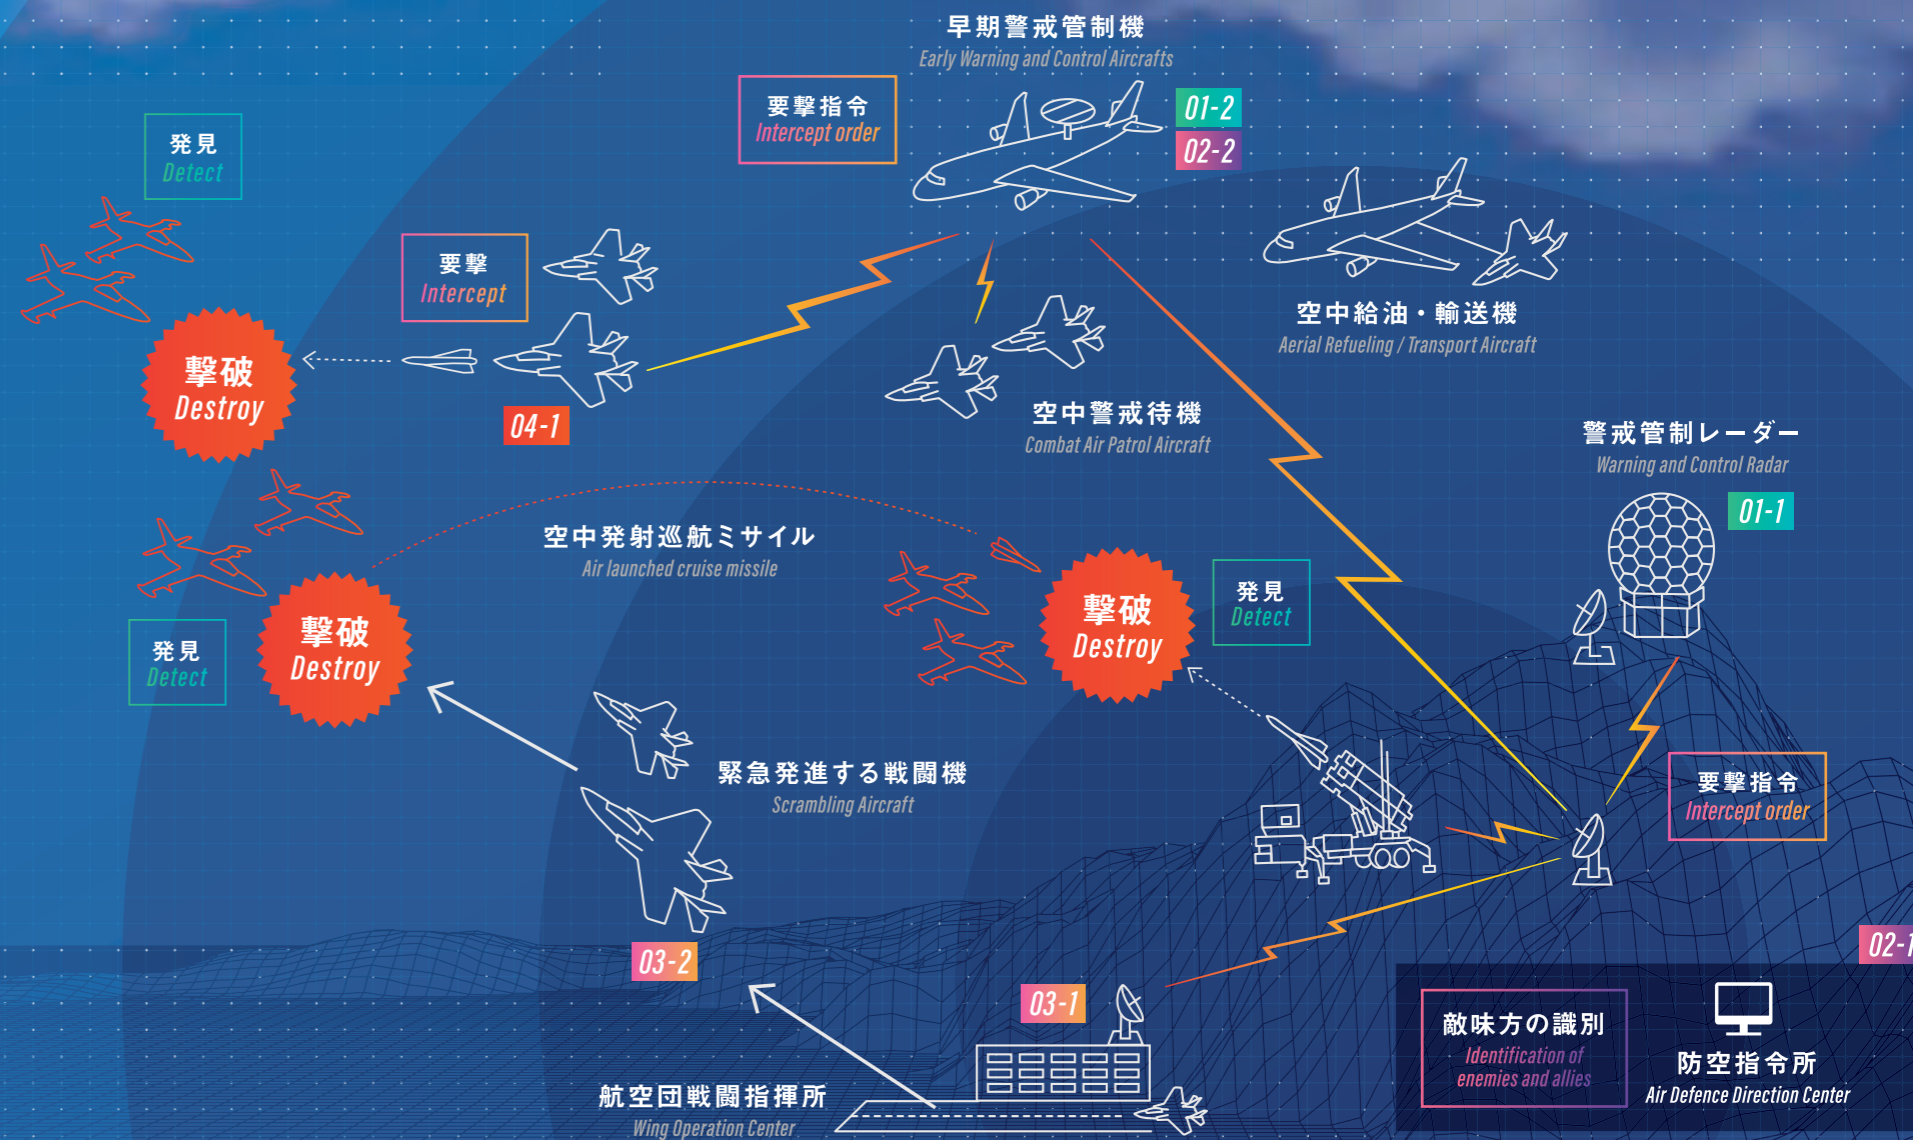 早期警戒管制機
Early Warning and Control Aircrafts
要撃指令
Intercept order
01-2
02-2
発見
Detect
要撃
Intercept
撃破
Destroy
04-1
空中給油・輸送機
Aerial Refueling / Transport Aircraft
空中警戒待機
Combat Air Patrol Aircraft
警戒管制レーダー
Warning and Control Radar
01-1
空中発射巡航ミサイル
Air launched cruise missile
撃破
Destroy
発見
Detect
発見
Detect
撃破
Destroy
緊急発進する戦闘機
Scrambling Aircraft
要撃指令
Intercept order
03-2
02-1
03-1
敵味方の識別
Identification of
enemies and allies
防空指令所
Air Defence Direction Center
航空団戦闘指揮所
Wing Operation Center